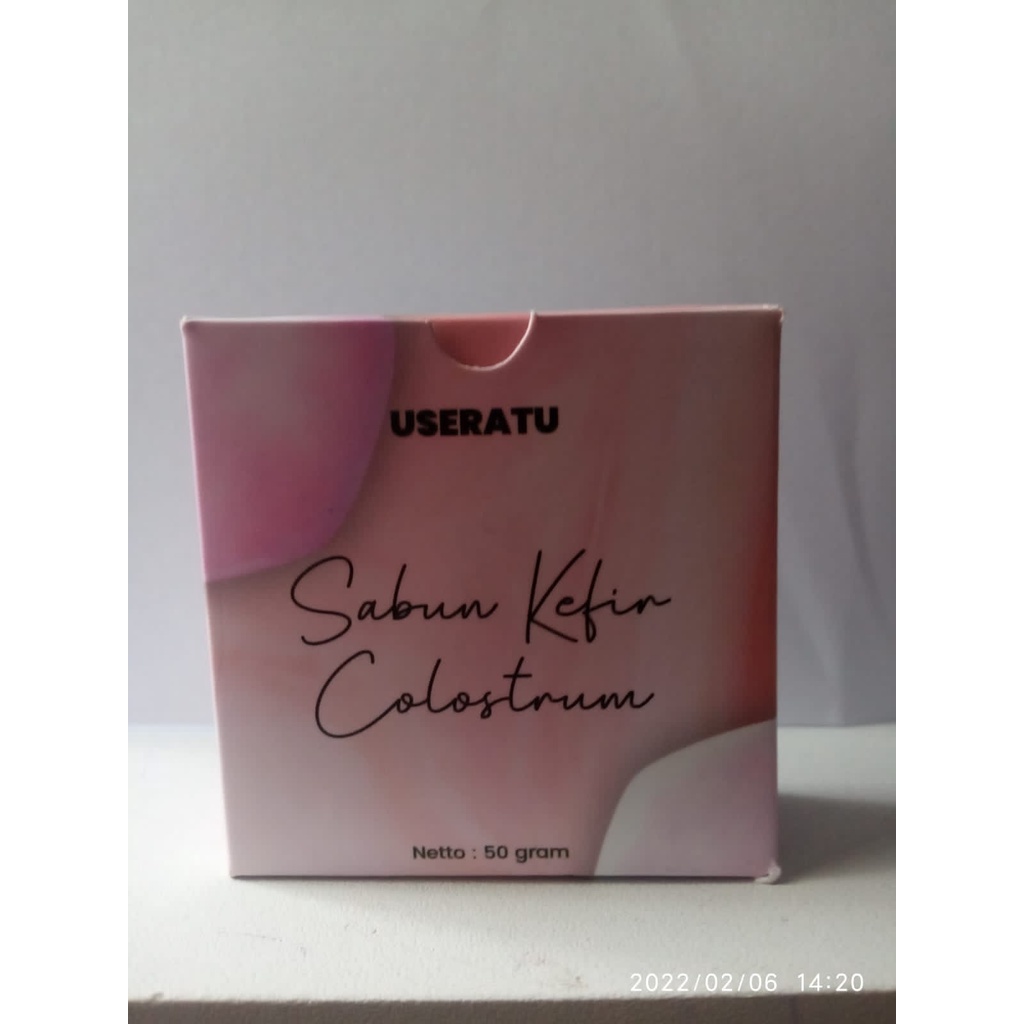 USERATU
Sabun Kefir
Colostrum
Netto : 50 gram
2022/02/06 14:20